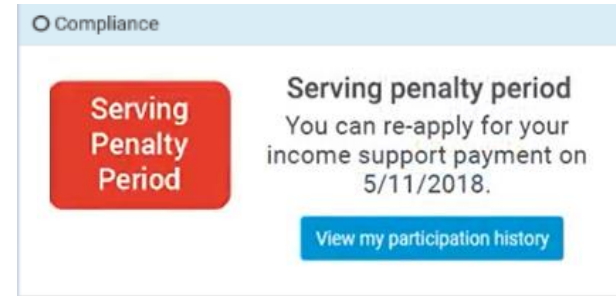 Compliance
Serving
Penalty
Period
Serving penalty period
You can re-apply for your
income support payment on
5/11/2018.
View my participation history